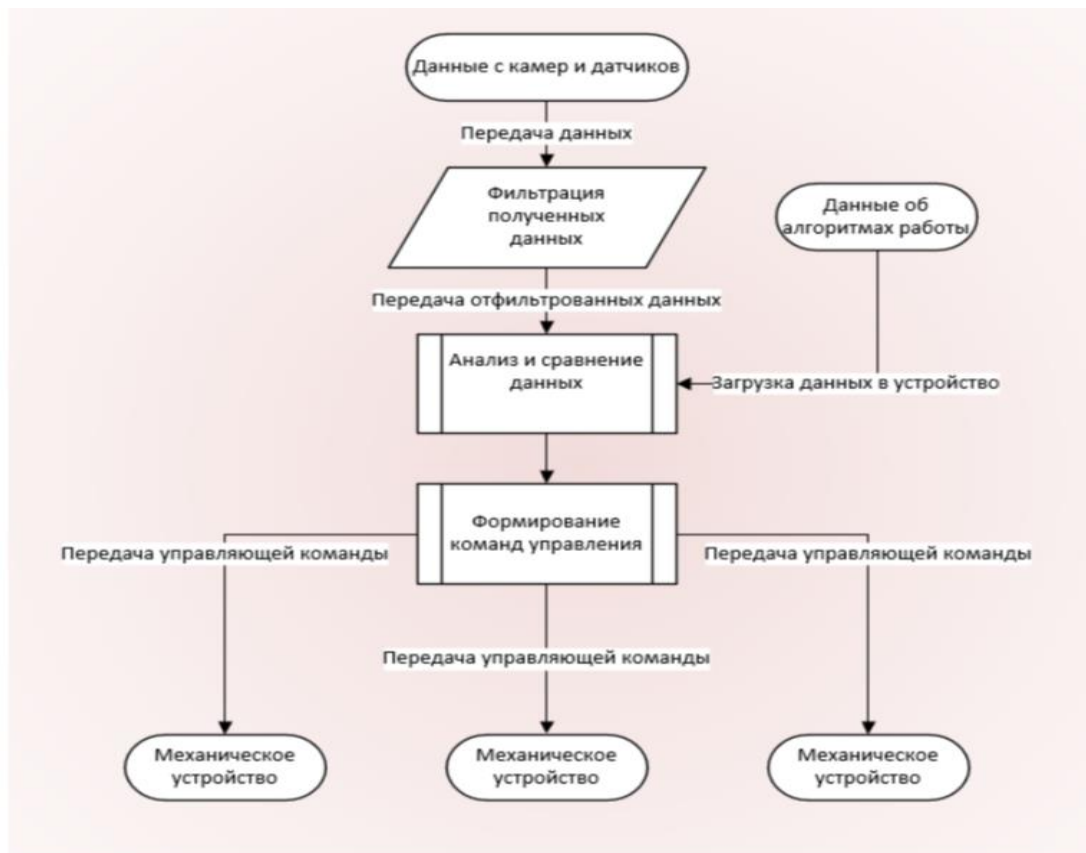 Данные с камер и датчиков
Передача данных
Фильтрация
полученных
данных
Данные об
алгоритмах работы
Передача отфильтрованных данных
Анализ и сравнение
данных
Загрузка данных в устройство
Формирование
команд управления
Передача управляющей команды
Передача управляющей команды
Передача управляющей команды
Механическое
устройство
Механическое
устройство
Механическое
устройство